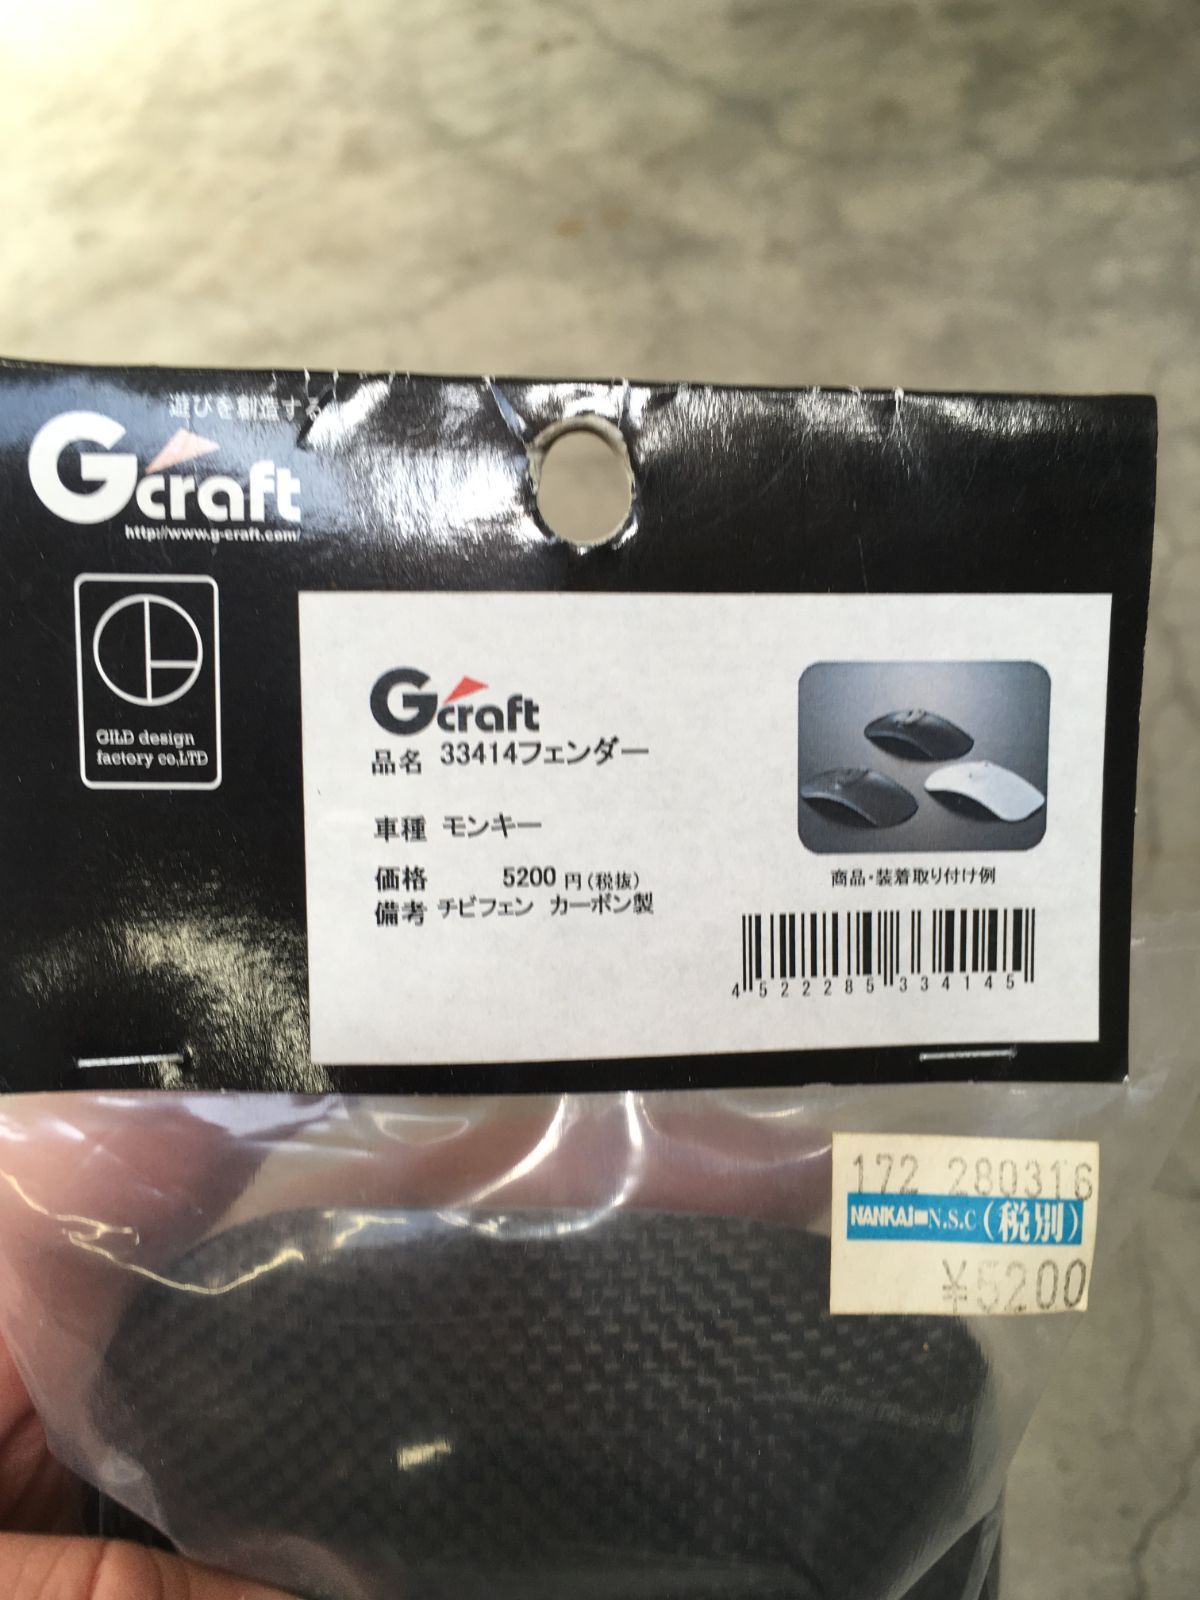 遊びを創造する
Gcraft
http://www.g-craft.com/
GILD design
factory co,LTD
Gcraft
品名 33414フェンダー
車種 モンキー
価格 5200 円(税抜)
備考 チビフェン カーボン製
商品・装着取り付け例
4522285334145
172 280316
NANKAI N.S.C(税別)
¥5200